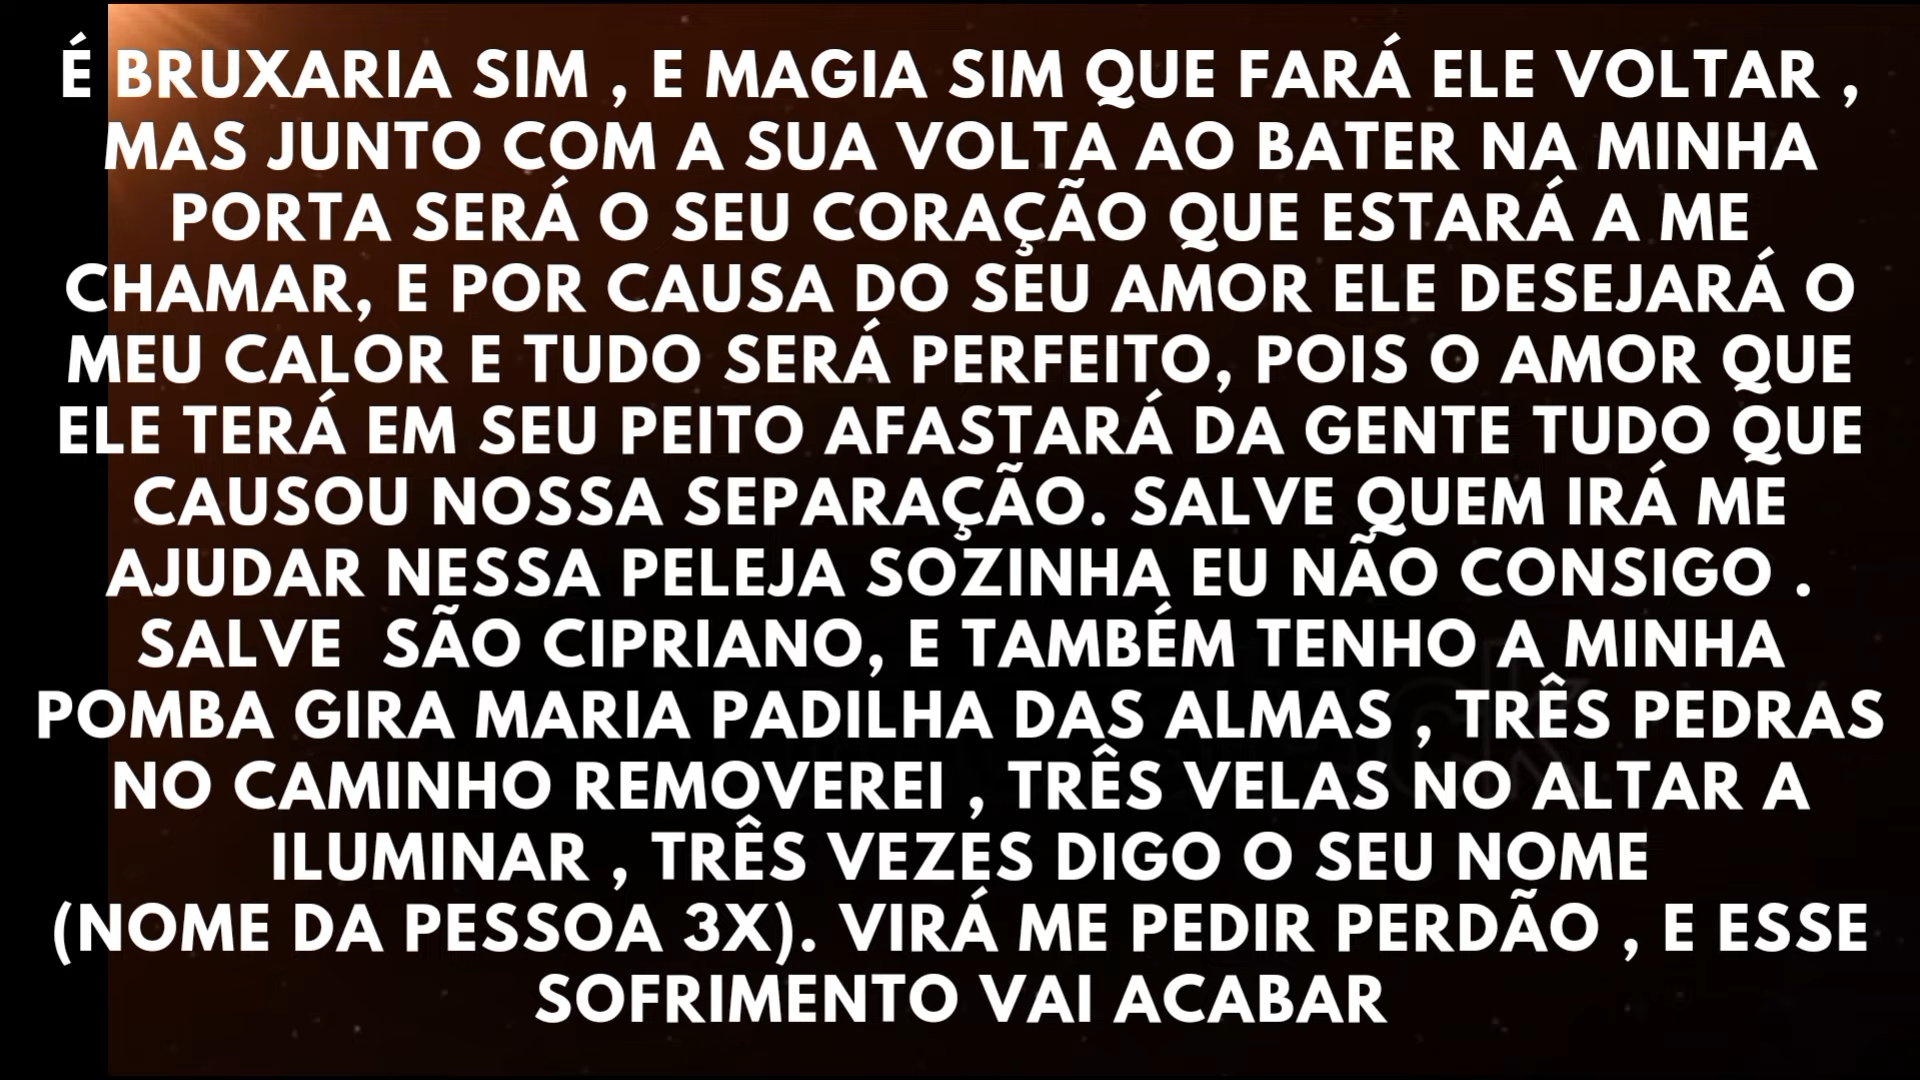 É BRUXARIA SIM , E MAGIA SIM QUE FARÁ ELE VOLTAR ,
MAS JUNTO COM A SUA VOLTA AO BATER NA MINHA
PORTA SERÁ O SEU CORAÇÃO QUE ESTARÁ A ME
CHAMAR, E POR CAUSA DO SEU AMOR ELE DESEJARÁ O
MEU CALOR E TUDO SERÁ PERFEITO, POIS O AMOR QUE
ELE TERÁ EM SEU PEITO AFASTARÁ DA GENTE TUDO QUE
CAUSOU NOSSA SEPARAÇÃO. SALVE QUEM IRÁ ME
AJUDAR NESSA PELEJA SOZINHA EU NÃO CONSIGO .
SALVE  SÃO CIPRIANO, E TAMBÉM TENHO A MINHA
POMBA GIRA MARIA PADILHA DAS ALMAS , TRÊS PEDRAS
NO CAMINHO REMOVEREI , TRÊS VELAS NO ALTAR A
ILUMINAR , TRÊS VEZES DIGO O SEU NOME
(NOME DA PESSOA 3X). VIRÁ ME PEDIR PERDÃO , E ESSE
SOFRIMENTO VAI ACABAR